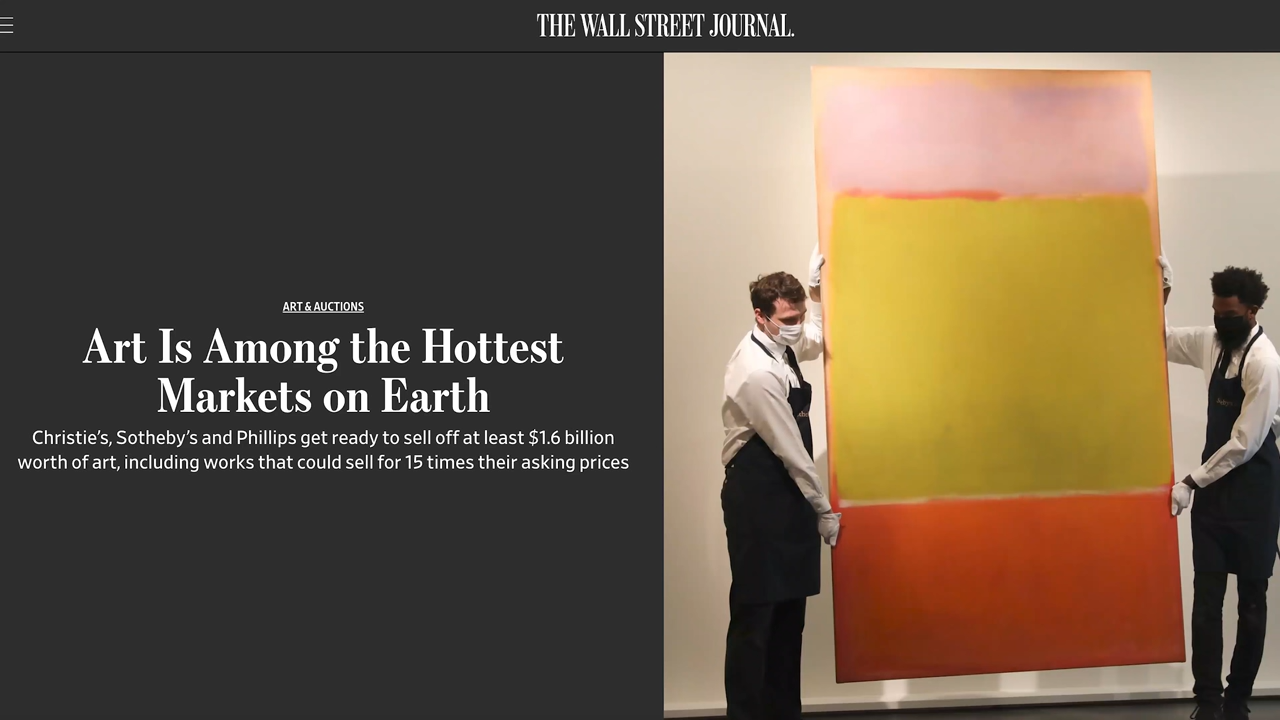 THE WALL STREET JOURNAL.
ART & AUCTIONS
Art Is Among the Hottest
Markets on Earth
Christie's, Sotheby's and Phillips get ready to sell off at least $1.6 billion
worth of art, including works that could sell for 15 times their asking prices